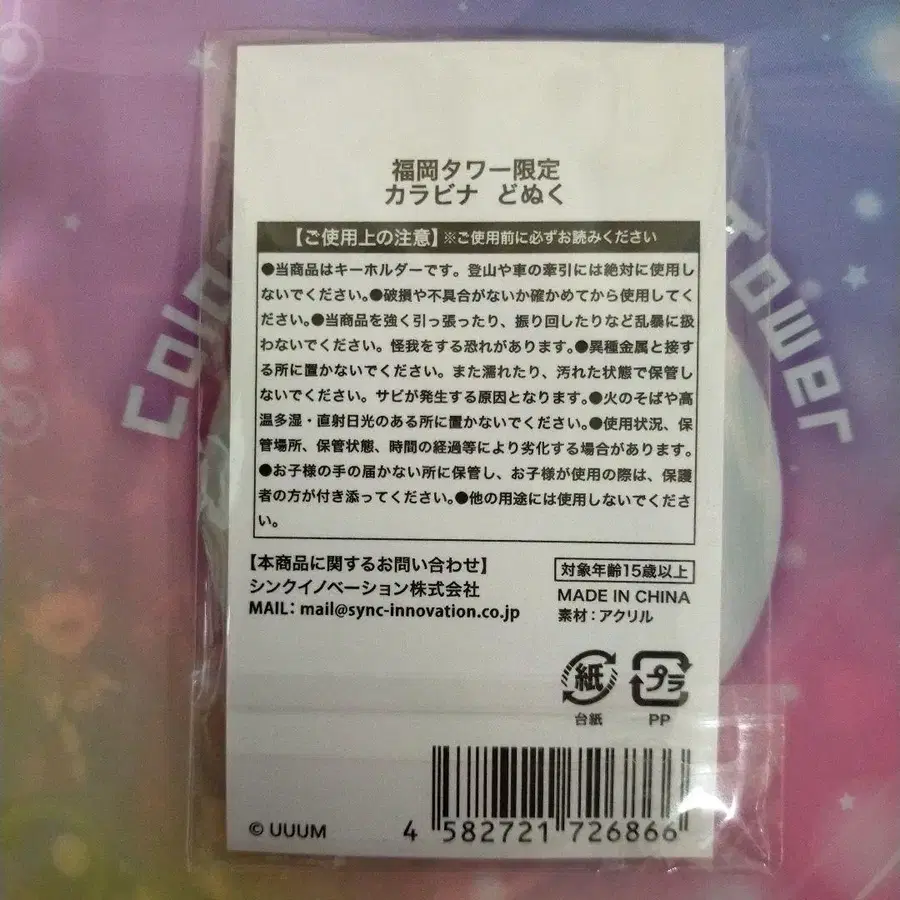 福岡タワー限定
カラビナ どぬく
【ご使用上の注意】※ご使用前に必ずお読みください
●当商品はキーホルダーです。登山や車の牽引には絶対に使用し
ないでください。●破損や不具合がないか確かめてから使用してく
ださい。●当商品を強く引っ張ったり、振り回したりなど乱暴に扱
わないでください。怪我をする恐れがあります。●異種金属と接す
る所に置かないでください。また濡れたり、汚れた状態で保管し
ないでください。サビが発生する原因となります。●火のそばや高
温多湿・直射日光のある所に置かないでください。●使用状況、保
管場所、保管状態、時間の経過等により劣化する場合があります。
●お子様の手の届かない所に保管し、お子様が使用の際は、保護
者の方が付き添ってください。●他の用途には使用しないでくださ
い。
【本商品に関するお問い合わせ】
シンクイノベーション株式会社
MAIL: mail@sync-innovation.co.jp
対象年齢15歳以上
MADE IN CHINA
素材：アクリル
紙
台紙
プラ
PP
© UUUM
4 582721 726866
Tower